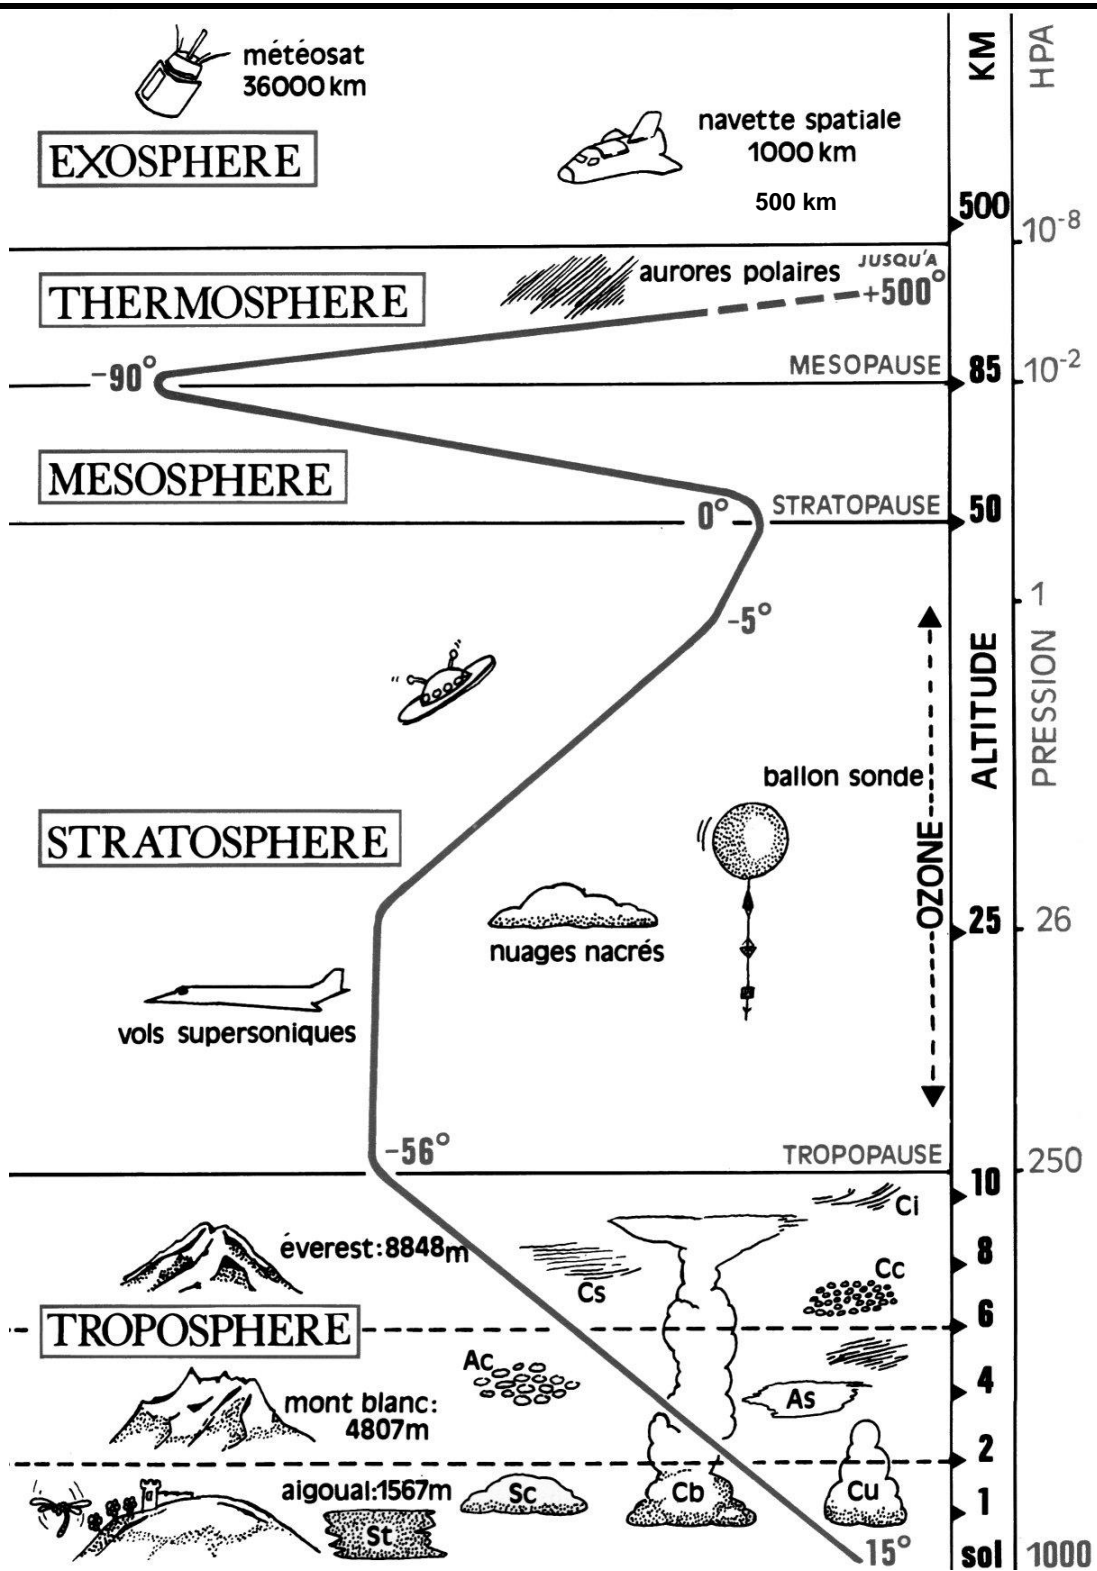 météosat
36000 km
KM
HPA
navette spatiale
1000 km
EXOSPHERE
500 km
500
10-8
JUSQU'A
aurores polaires
+500°
THERMOSPHERE
-90°
MESOPAUSE
85
10-2
MESOSPHERE
0°
STRATOPAUSE
50
1
-5°
ALTITUDE
PRESSION
ballon sonde
STRATOSPHERE
OZONE
25
26
nuages nacrés
vols supersoniques
-56°
TROPOPAUSE
250
10
Ci
éverest: 8848m
8
Cs
Cc
6
TROPOSPHERE
Ac
4
As
mont blanc:
4807m
2
aigoual: 1567m
Sc
Cb
Cu
1
St
15°
sol
1000